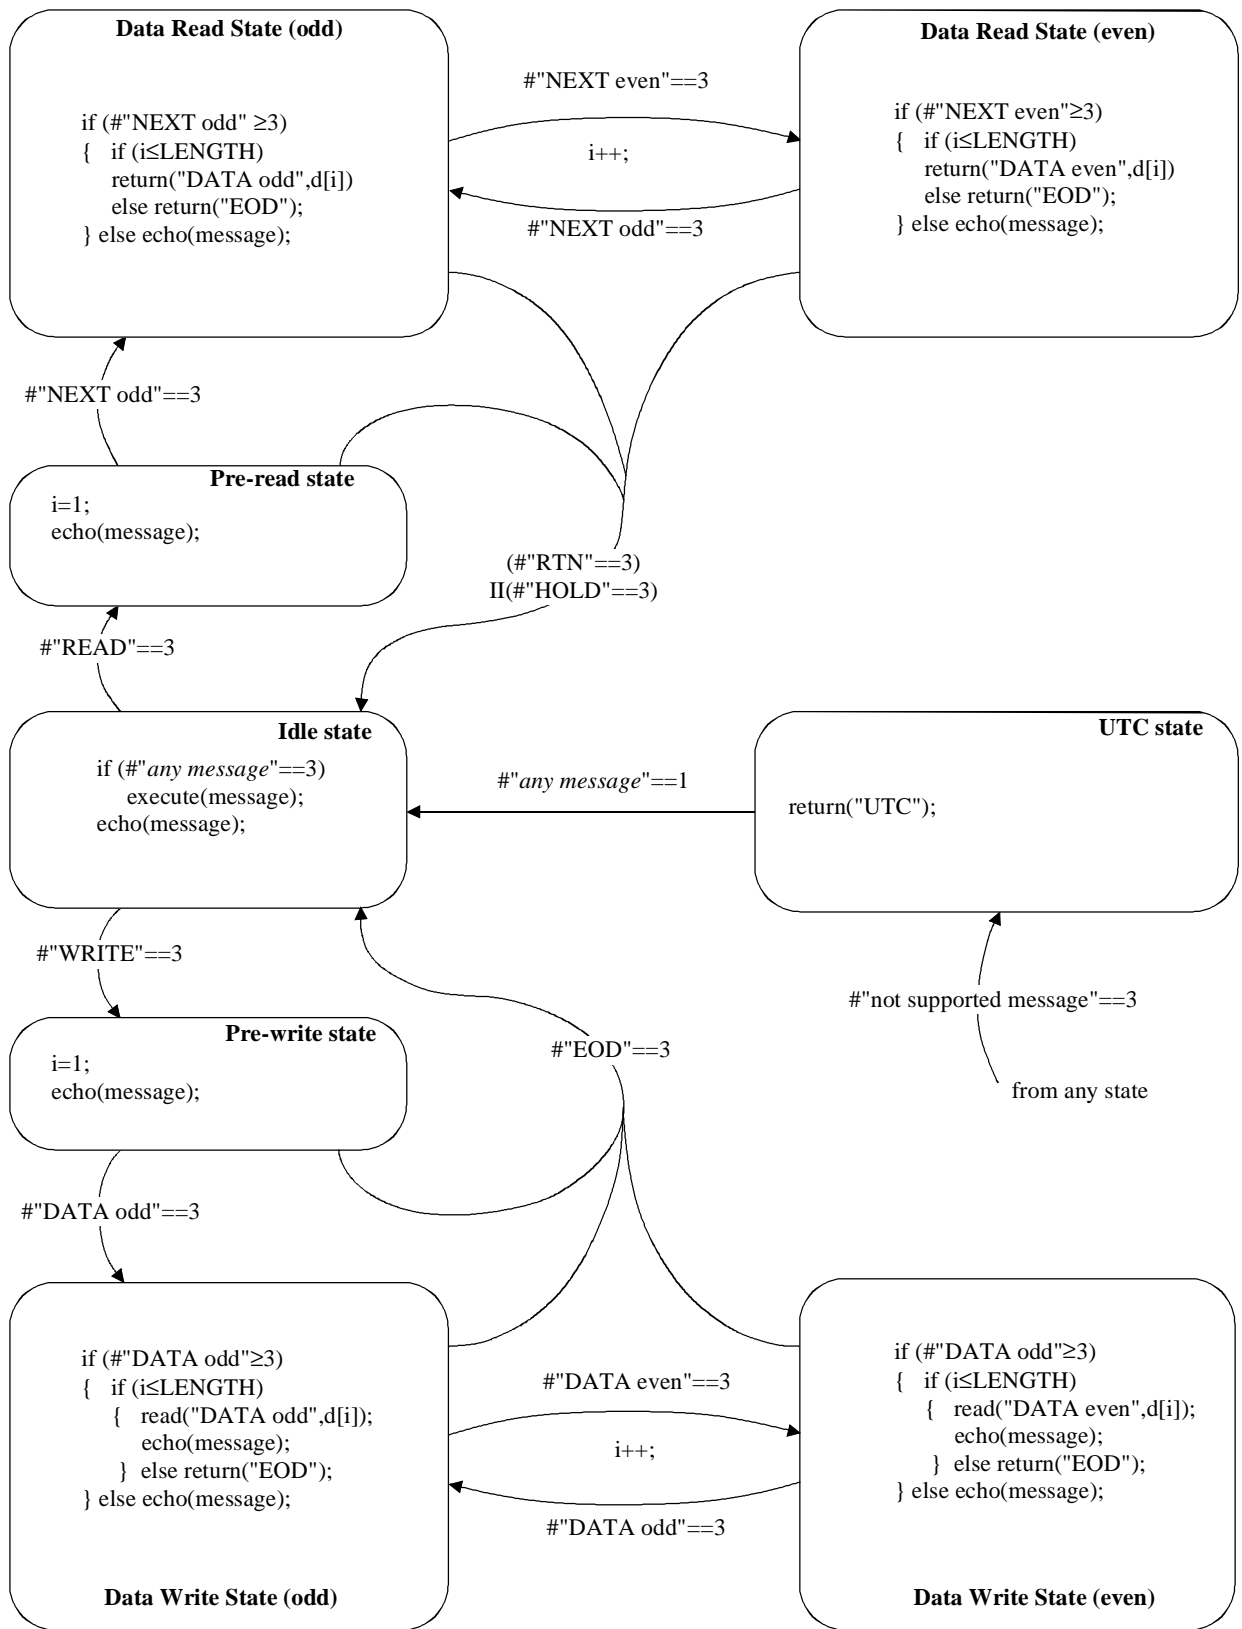 Data Read State (odd)
if (#"NEXT odd" ≥3)
{ if (i≤LENGTH)
return("DATA odd",d[i])
else return("EOD");
} else echo(message);
#"NEXT even"==3
i++;
#"NEXT odd"==3
Data Read State (even)
if (#"NEXT even"≥3)
{ if (i≤LENGTH)
return("DATA even",d[i])
else return("EOD");
} else echo(message);
#"NEXT odd"==3
Pre-read state
i=1;
echo(message);
(#"RTN"==3)
II(#"HOLD"==3)
#"READ"==3
Idle state
if (#"any message"==3)
execute(message);
echo(message);
#"any message"==1
UTC state
return("UTC");
#"WRITE"==3
#"not supported message"==3
from any state
Pre-write state
i=1;
echo(message);
#"EOD"==3
#"DATA odd"==3
if (#"DATA odd"≥3)
{ if (i≤LENGTH)
{ read("DATA odd",d[i]);
echo(message);
} else return("EOD");
} else echo(message);
Data Write State (odd)
#"DATA even"==3
i++;
#"DATA odd"==3
if (#"DATA odd"≥3)
{ if (i≤LENGTH)
{ read("DATA even",d[i]);
echo(message);
} else return("EOD");
} else echo(message);
Data Write State (even)